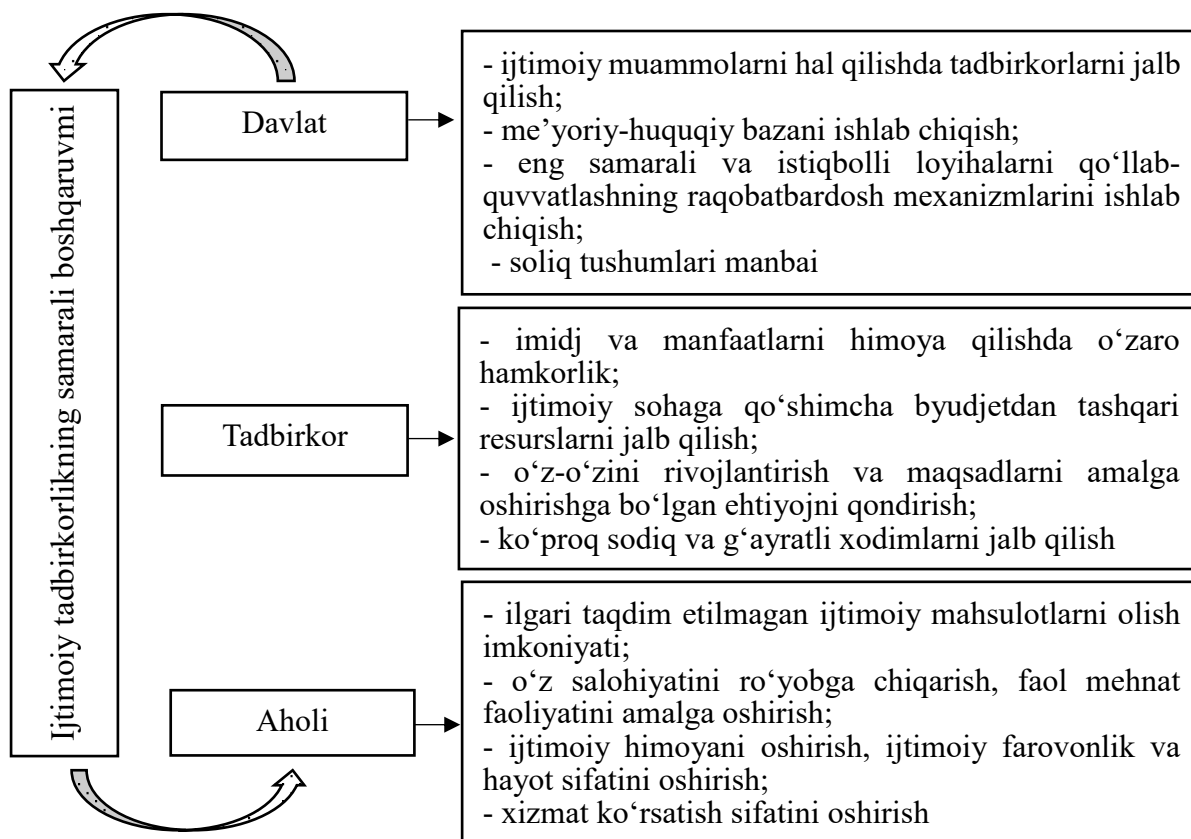 Ijtimoiy tadbirkorlikning samarali boshqaruvmi
Davlat
- ijtimoiy muammolarni hal qilishda tadbirkorlarni jalb
qilish;
- me’yoriy-huquqiy bazani ishlab chiqish;
- eng samarali va istiqbolli loyihalarni qo‘llab-
quvvatlashning raqobatbardosh mexanizmlarini ishlab
chiqish;
- soliq tushumlari manbai
Tadbirkor
- imidj va manfaatlarni himoya qilishda o‘zaro
hamkorlik;
- ijtimoiy sohaga qo‘shimcha byudjetdan tashqari
resurslarni jalb qilish;
- o‘z-o‘zini rivojlantirish va maqsadlarni amalga
oshirishga bo‘lgan ehtiyojni qondirish;
- ko‘proq sodiq va g‘ayratli xodimlarni jalb qilish
Aholi
- ilgari taqdim etilmagan ijtimoiy mahsulotlarni olish
imkoniyati;
- o‘z salohiyatini ro‘yobga chiqarish, faol mehnat
faoliyatini amalga oshirish;
- ijtimoiy himoyani oshirish, ijtimoiy farovonlik va
hayot sifatini oshirish;
- xizmat ko‘rsatish sifatini oshirish